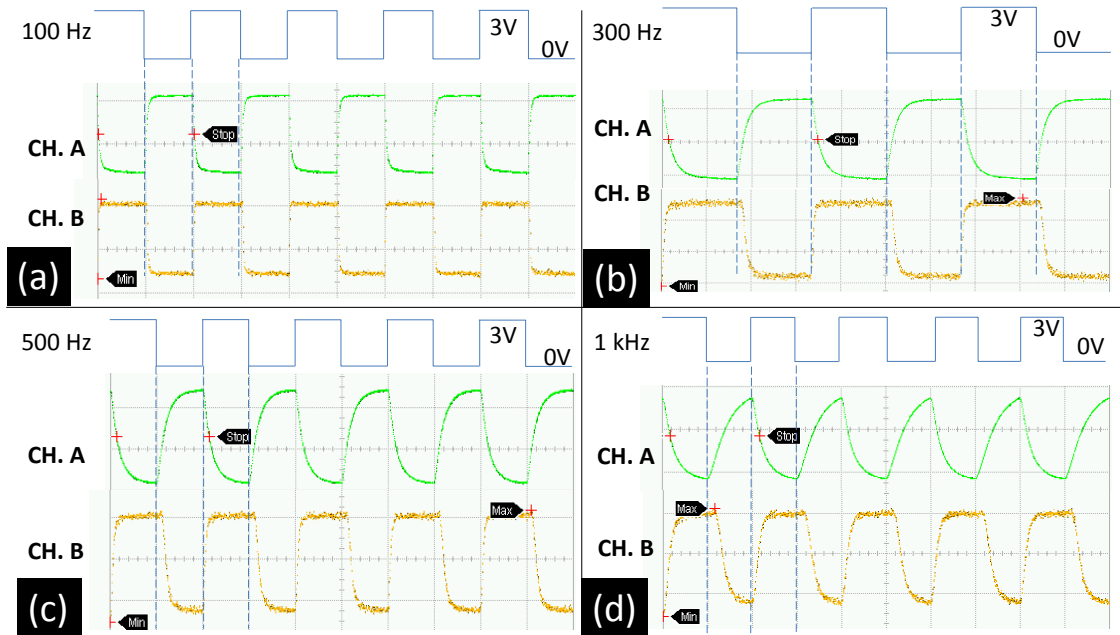 100 Hz
3V
0V
CH. A
Stop
CH. B
Min
(a)
300 Hz
3V
0V
CH. A
Stop
CH. B
Max
Min
(b)
500 Hz
3V
0V
CH. A
Stop
CH. B
Max
Min
(c)
1 kHz
3V
0V
CH. A
Stop
Max
CH. B
Min
(d)